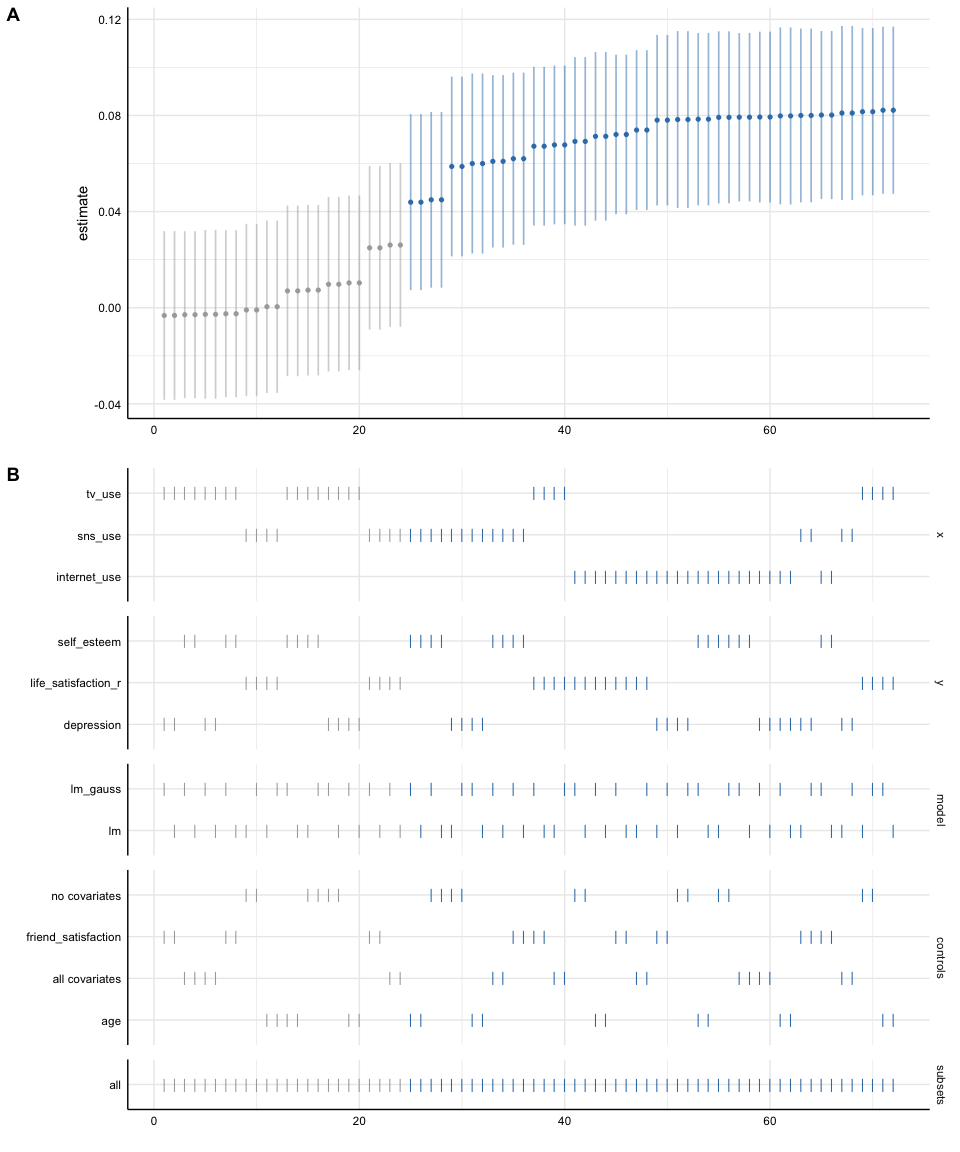 A
0.12
0.08
0.04
0.00
-0.04
estimate
0
20
40
60
B
tv_use
sns_use
internet_use
x
self_esteem
life_satisfaction_r
depression
y
lm_gauss
lm
model
no covariates
friend_satisfaction
all covariates
age
controls
all
subsets
0
20
40
60